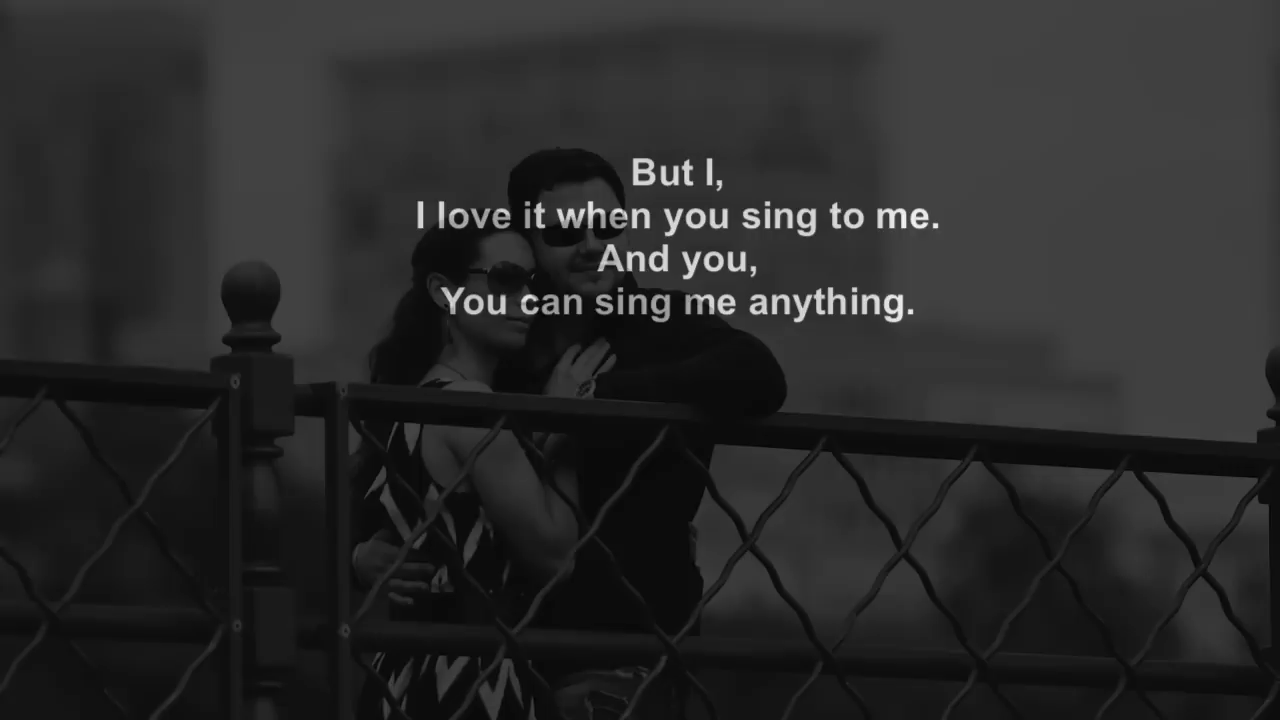 But I,
I love it when you sing to me.
And you,
You can sing me anything.